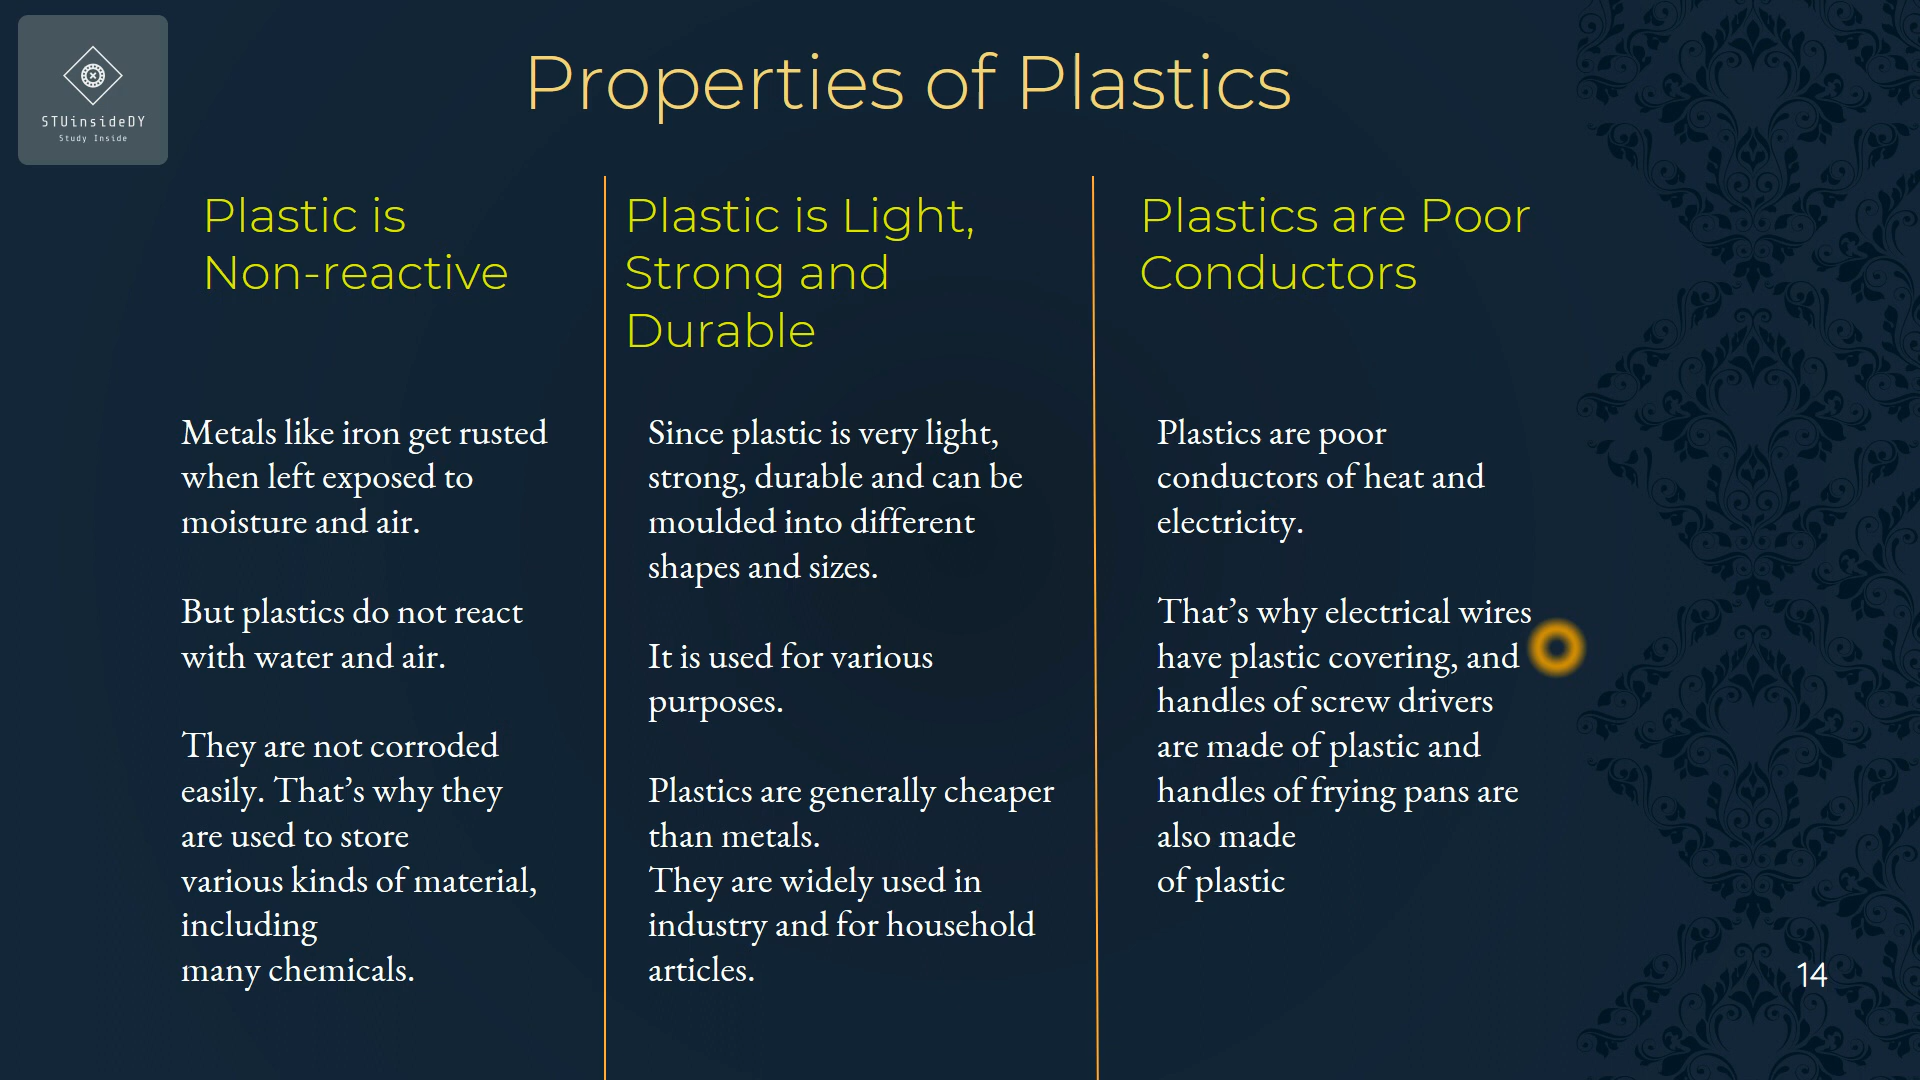 STUinsideDY
Study Inside
Properties of Plastics
Plastic is
Non-reactive
Metals like iron get rusted
when left exposed to
moisture and air.
But plastics do not react
with water and air.
They are not corroded
easily. That’s why they
are used to store
various kinds of material,
including
many chemicals.
Plastic is Light,
Strong and
Durable
Since plastic is very light,
strong, durable and can be
moulded into different
shapes and sizes.
It is used for various
purposes.
Plastics are generally cheaper
than metals.
They are widely used in
industry and for household
articles.
Plastics are Poor
Conductors
Plastics are poor
conductors of heat and
electricity.
That’s why electrical wires
have plastic covering, and
handles of screw drivers
are made of plastic and
handles of frying pans are
also made
of plastic
14